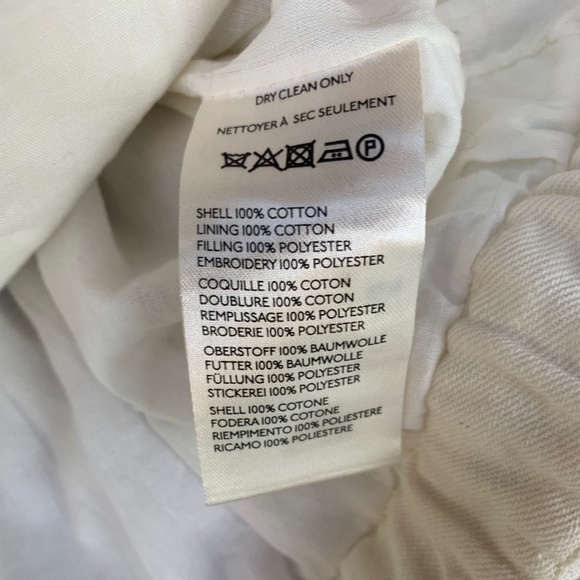 DRY CLEAN ONLY
NETTOYER À SEC SEULEMENT
P
SHELL 100% COTTON
LINING 100% COTTON
FILLING 100% POLYESTER
EMBROIDERY 100% POLYESTER
COQUILLE 100% COTON
DOUBLURE 100% COTON
REMPLISSAGE 100% POLYESTER
BRODERIE 100% POLYESTER
OBERSTOFF 100% BAUMWOLLE
FUTTER 100% BAUMWOLLE
FÜLLUNG 100% POLYESTER
STICKEREI 100% POLYESTER
SHELL 100% COTONE
FODERA 100% COTONE
RIEMPIMENTO 100% POLIESTERE
RICAMO 100% POLIESTERE